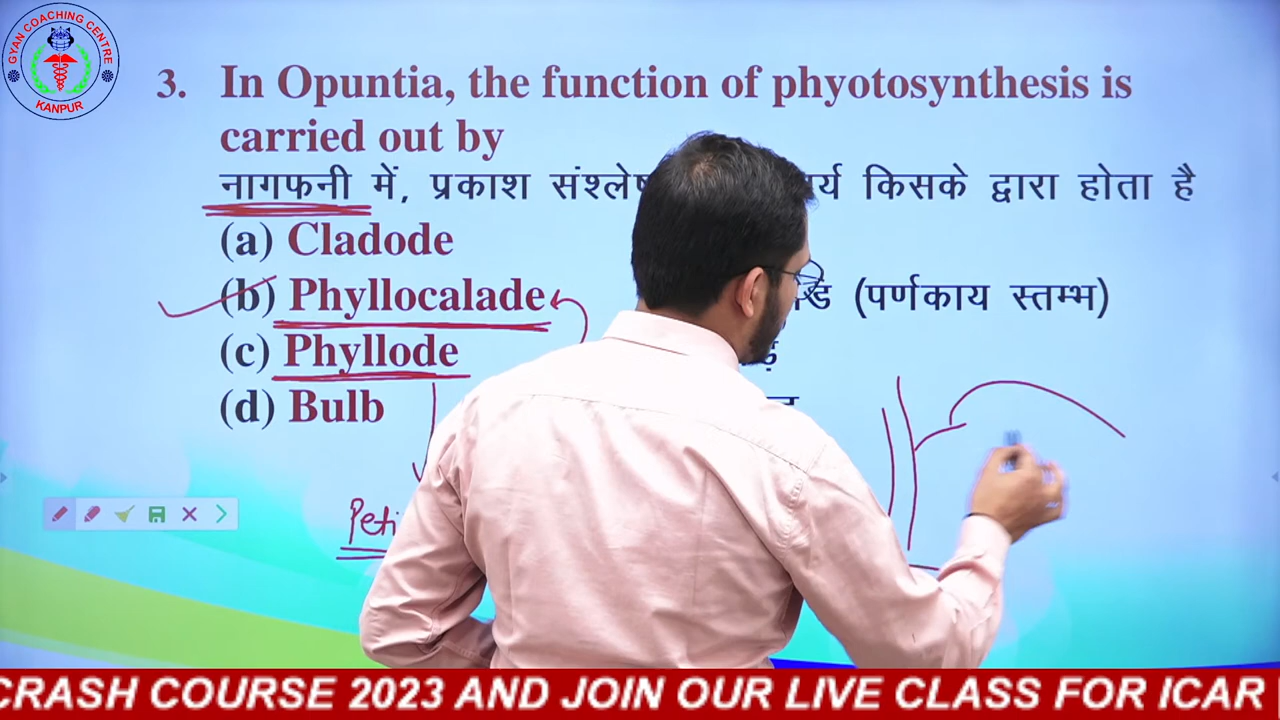 GYAN COACHING CENTRE
KANPUR
3. In Opuntia, the function of phyotosynthesis is
carried out by
नागफनी में, प्रकाश किसके द्वारा होता है
(a) Cladode
(b) Phyllocalade (पर्णकाय स्तम्भ)
(c) Phyllode
(d) Bulb
CRASH COURSE 2023 AND JOIN OUR LIVE CLASS FOR ICAR